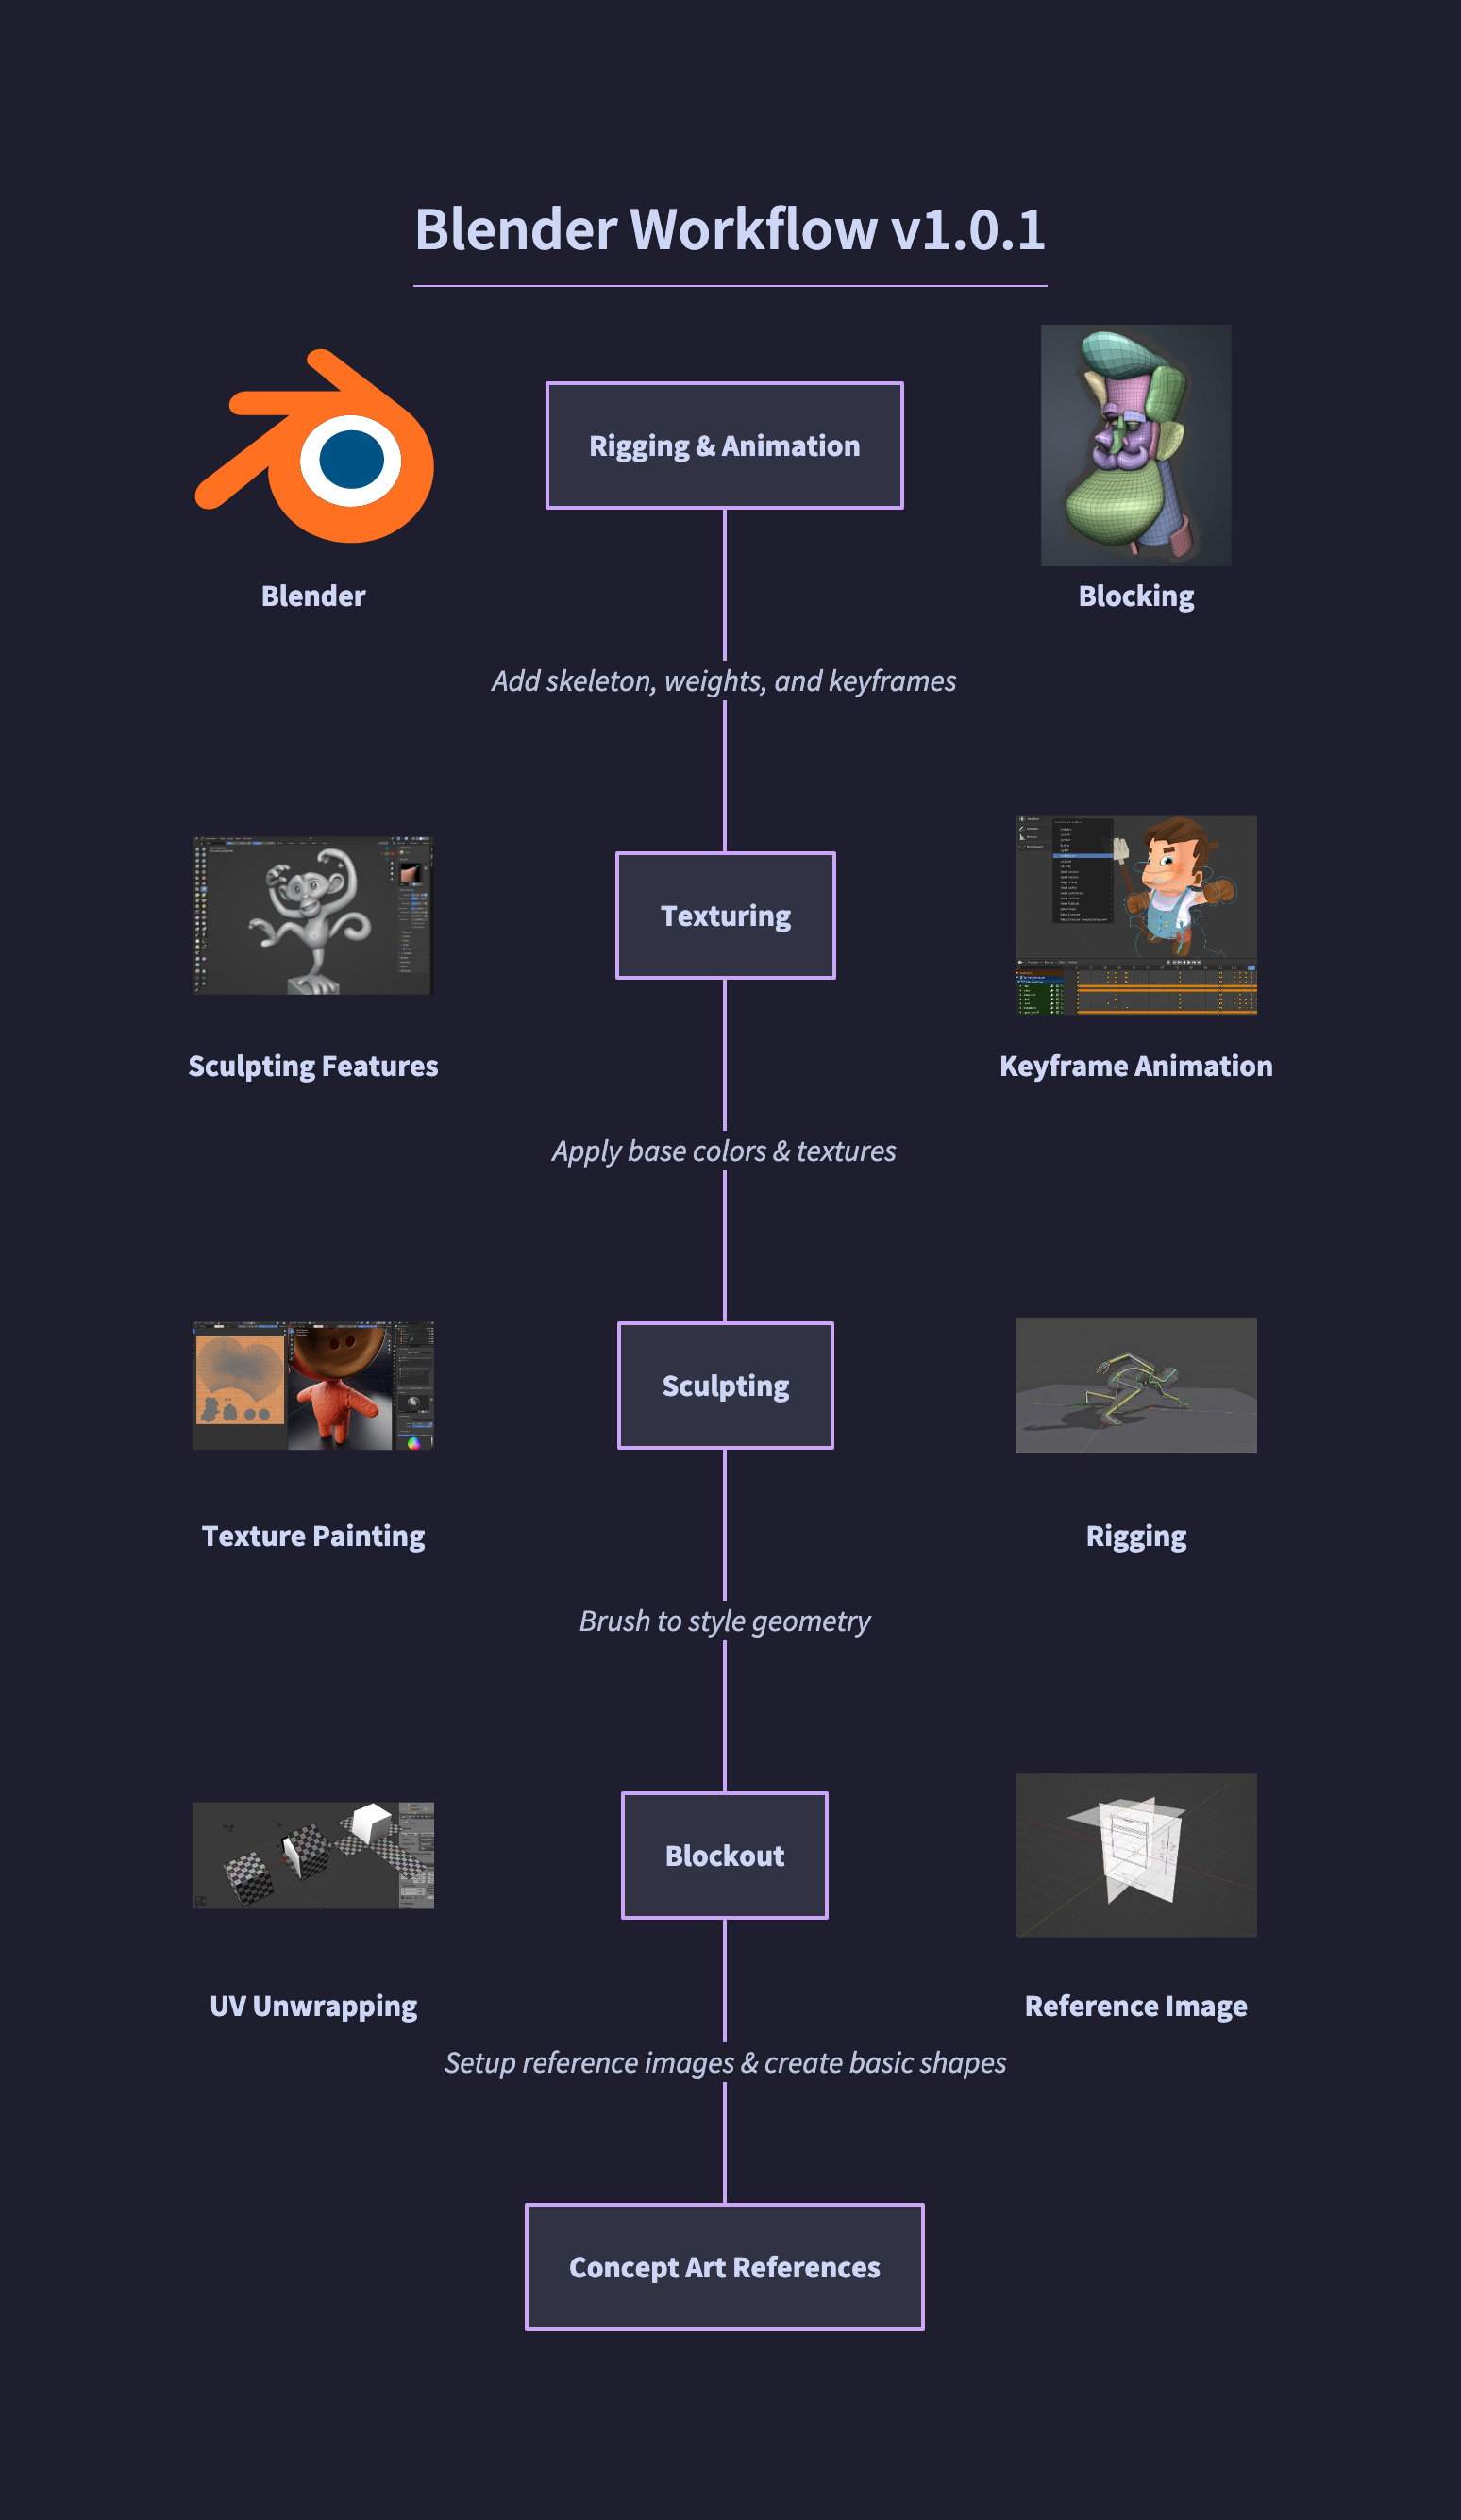 Blender Workflow v1.0.1
Rigging & Animation
Blender
Blocking
Add skeleton, weights, and keyframes
Texturing
Sculpting Features
Keyframe Animation
Apply base colors & textures
Sculpting
Texture Painting
Rigging
Brush to style geometry
Blockout
UV Unwrapping
Reference Image
Setup reference images & create basic shapes
Concept Art References